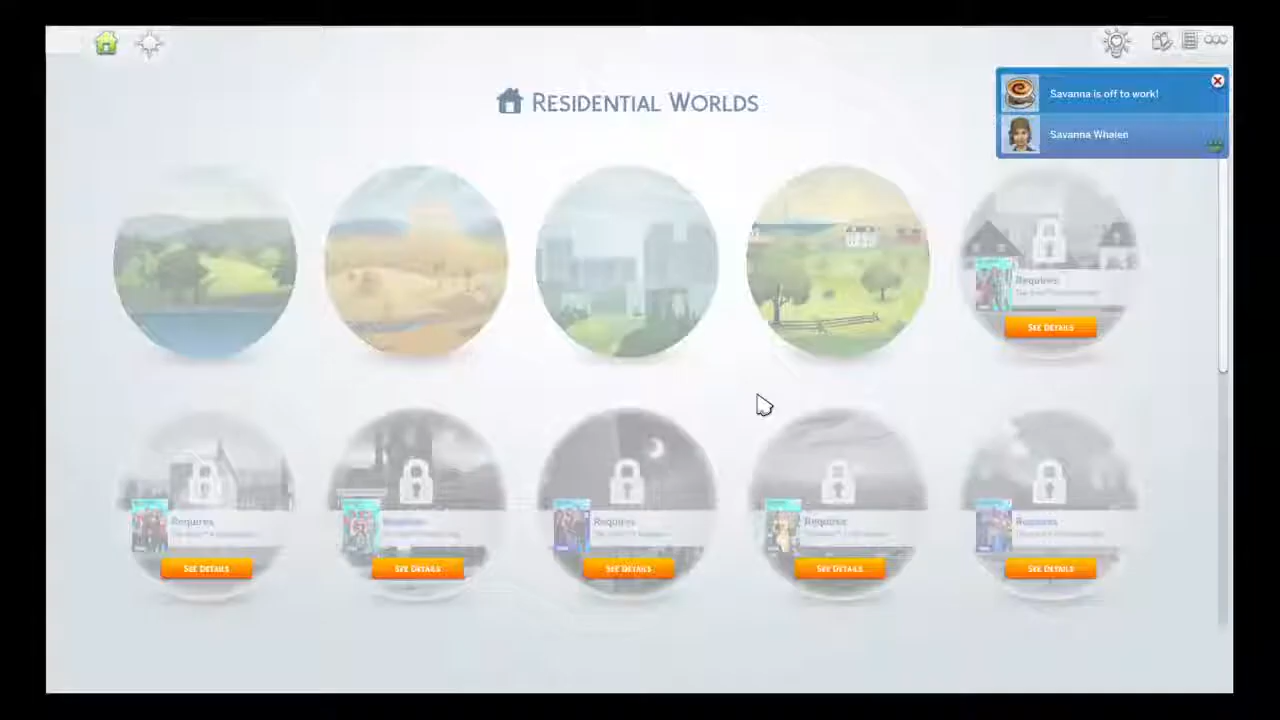 RESIDENTIAL WORLDS
Savanna is off to work!
Savanna Whalen
Requires
SEE DETAILS
Requires
SEE DETAILS
Requires
SEE DETAILS
Requires
SEE DETAILS
Requires
SEE DETAILS
Requires
SEE DETAILS